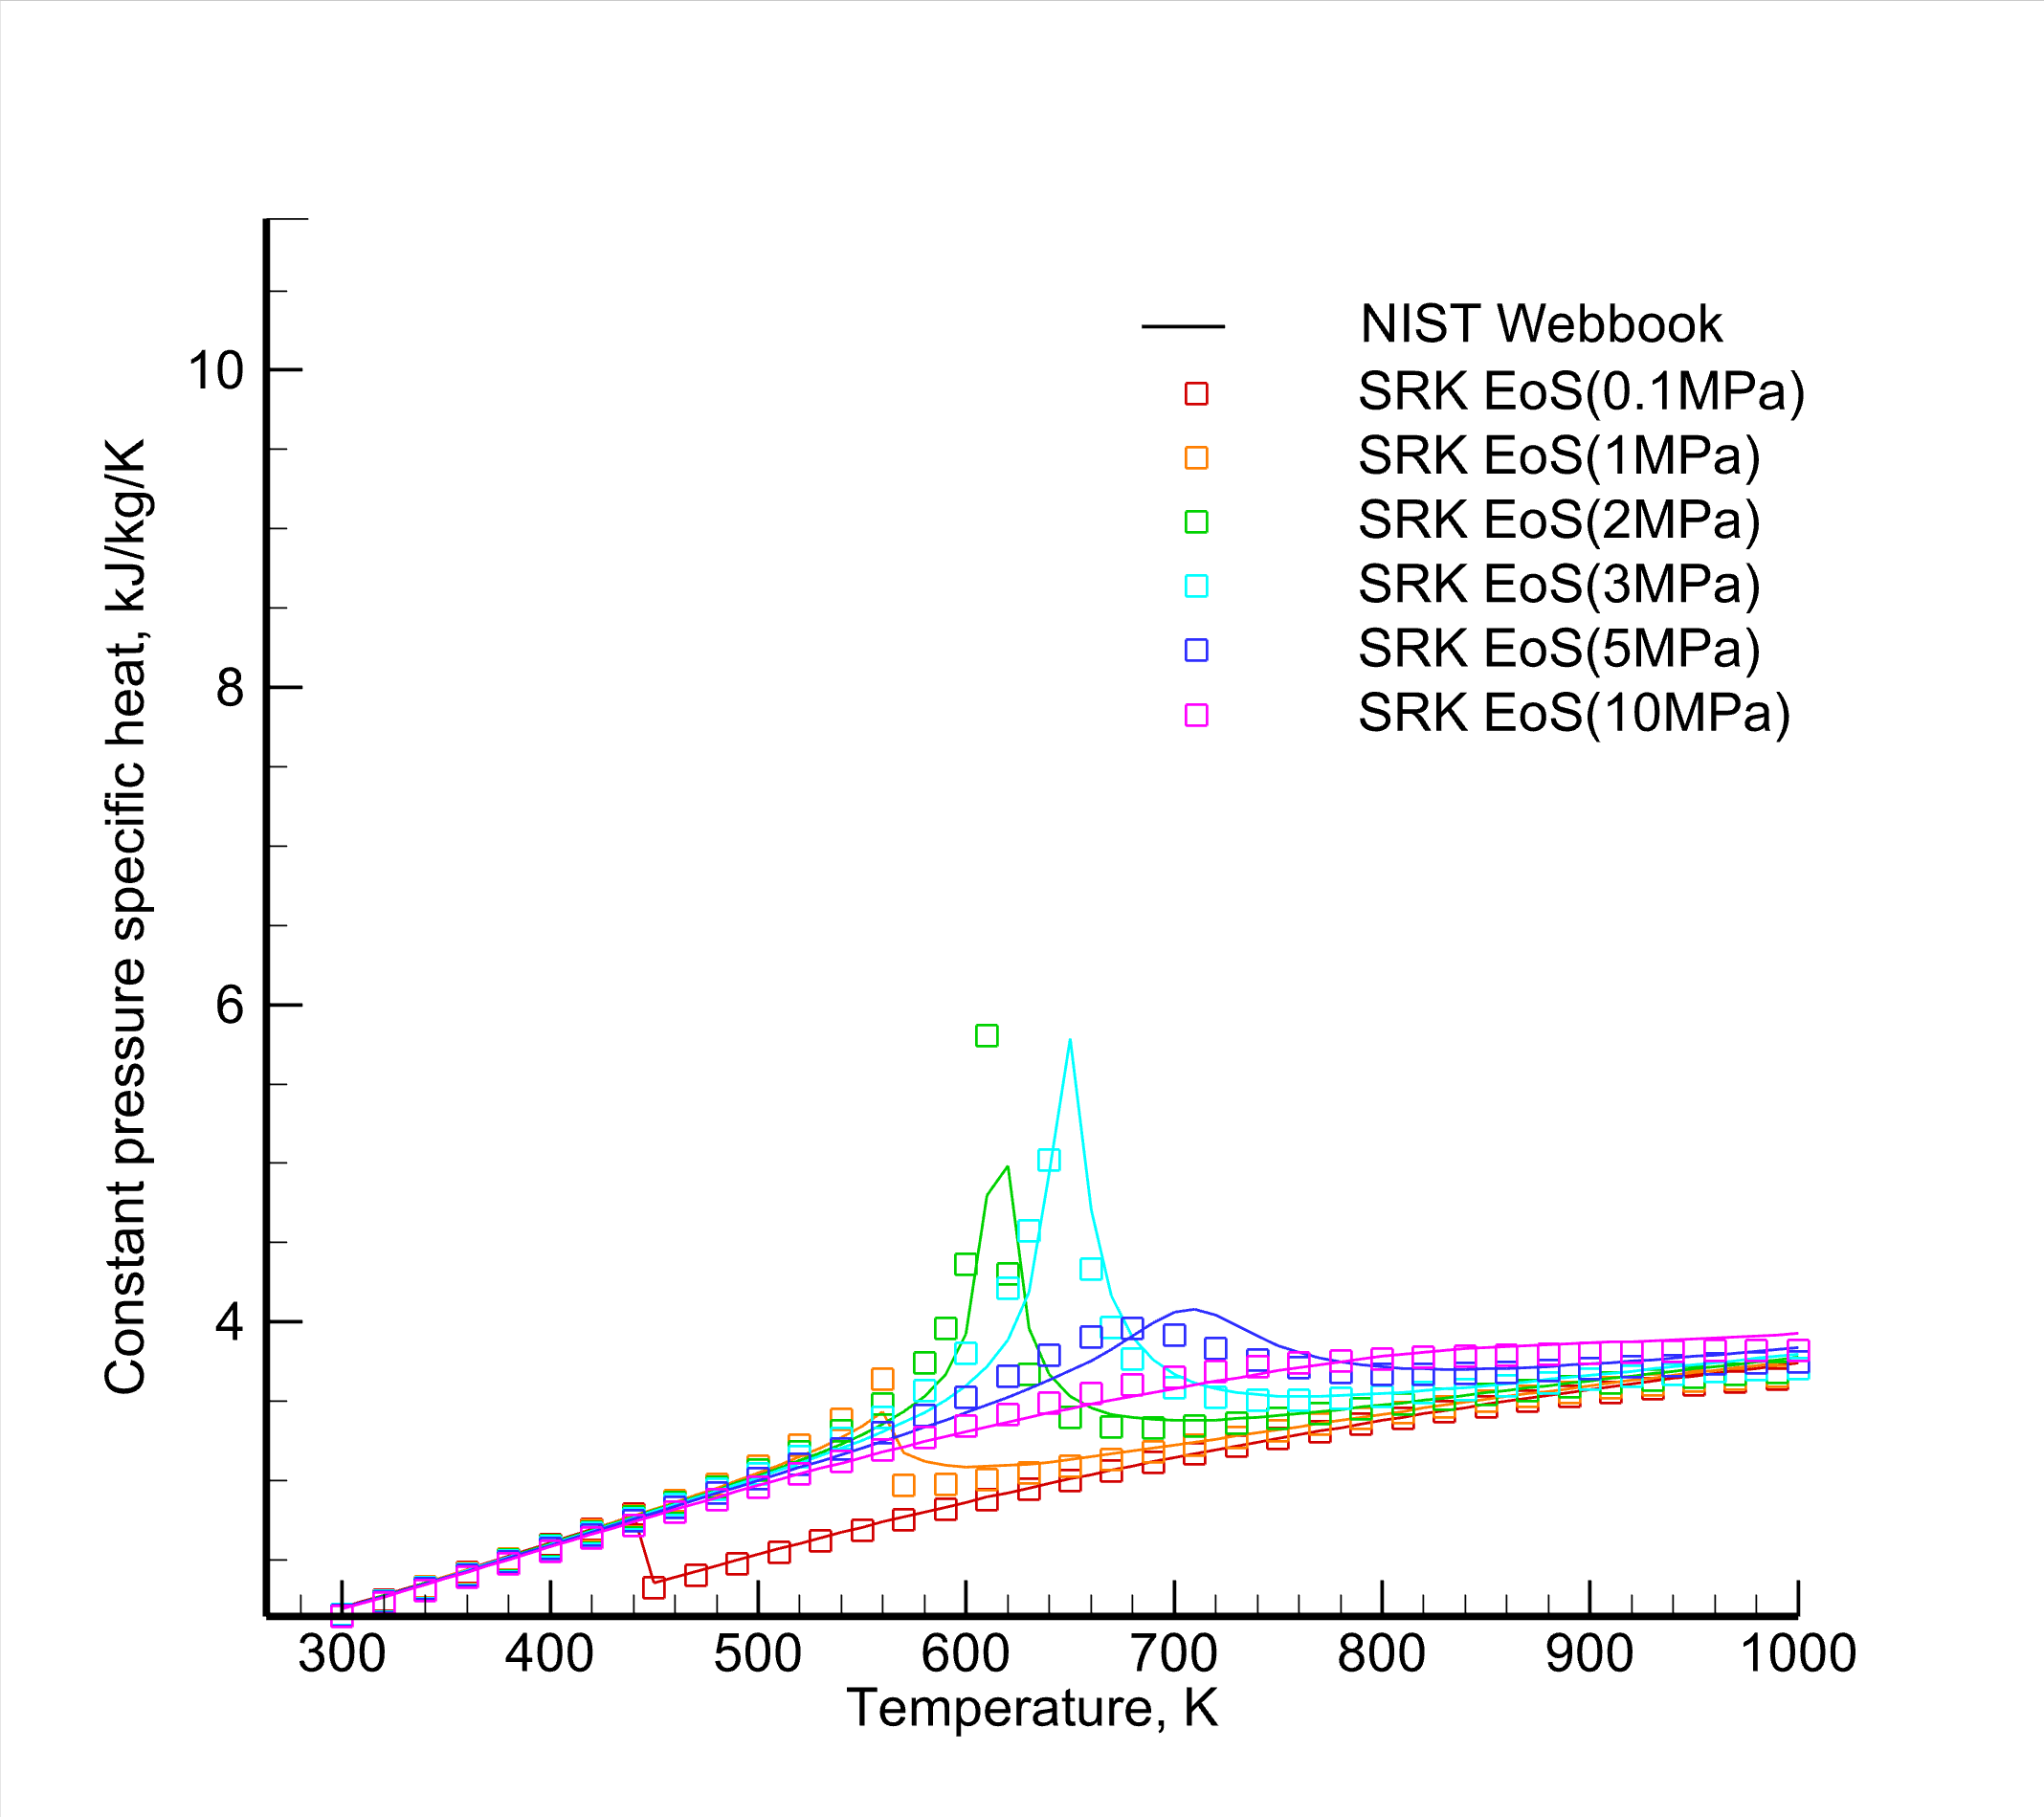 NIST Webbook
SRK EoS(0.1MPa)
SRK EoS(1MPa)
SRK EoS(2MPa)
SRK EoS(3MPa)
SRK EoS(5MPa)
SRK EoS(10MPa)
Constant pressure specific heat, kJ/kg/K
10
8
6
4
300 400 500 600 700 800 900 1000
Temperature, K